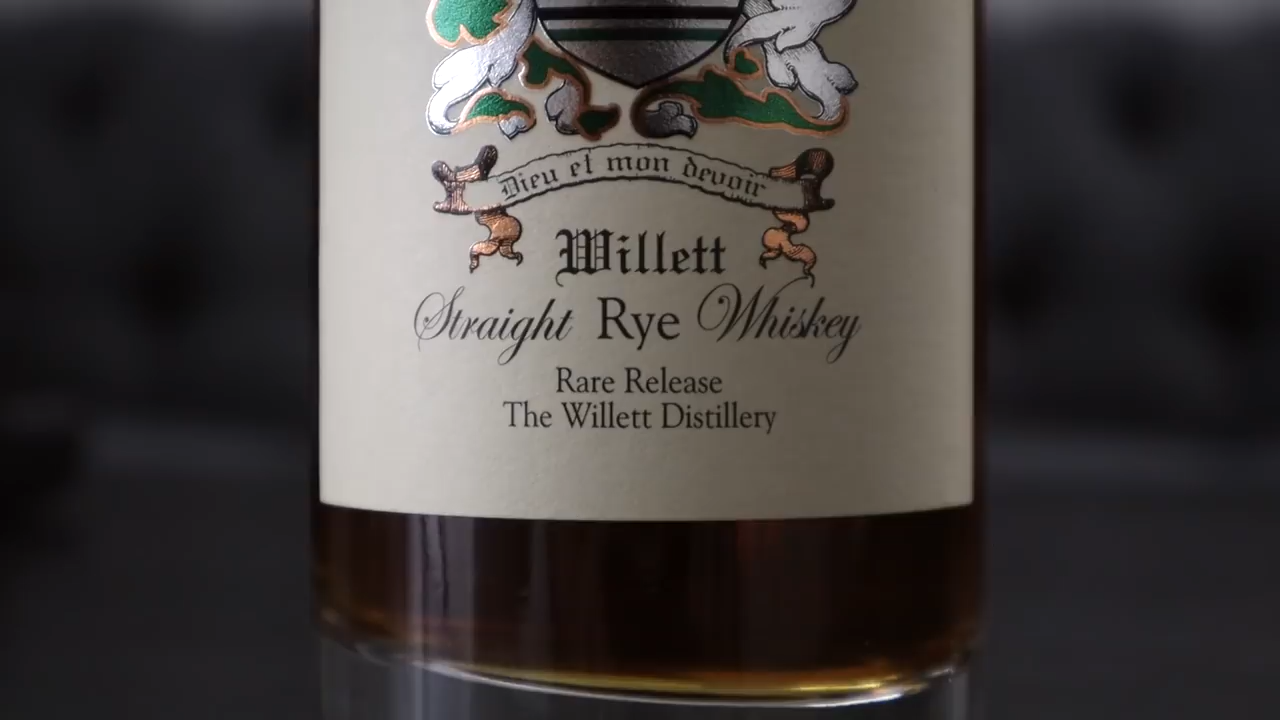 Dieu et mon devoir
Willett
Straight Rye Whiskey
Rare Release
The Willett Distillery